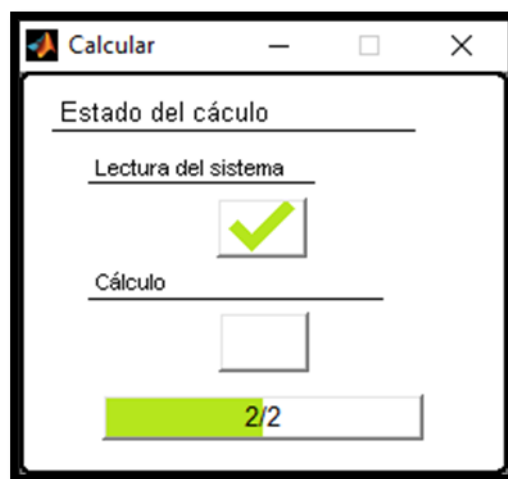 Calcular
Estado del cáculo
Lectura del sistema
Cálculo
2/2